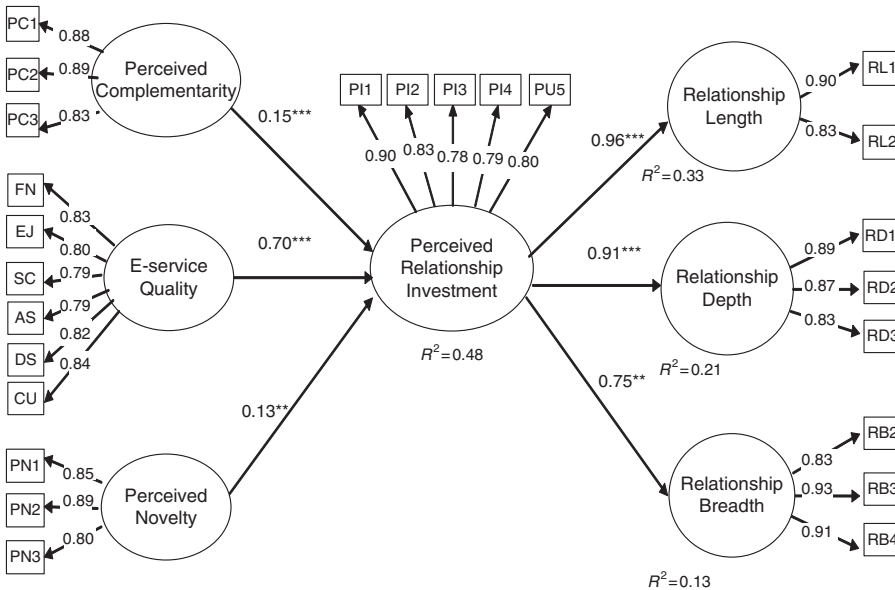 PC1
0.88
PC2
0.89
PC3
0.83
Perceived
Complementarity
0.15***
FN
0.83
EJ
0.80
SC
0.79
AS
0.79
DS
0.82
CU
0.84
E-service
Quality
0.70***
PN1
0.85
PN2
0.89
PN3
0.80
Perceived
Novelty
0.13**
PI1 PI2 PI3 PI4 PU5
0.90 0.83 0.78 0.79 0.80
Perceived
Relationship
Investment
R²=0.48
0.96***
Relationship
Length
R²=0.33
0.90
RL1
0.83
RL2
0.91***
Relationship
Depth
R²=0.21
0.89
RD1
0.87
RD2
0.83
RD3
0.75**
Relationship
Breadth
R²=0.13
0.83
RB2
0.93
RB3
0.91
RB4